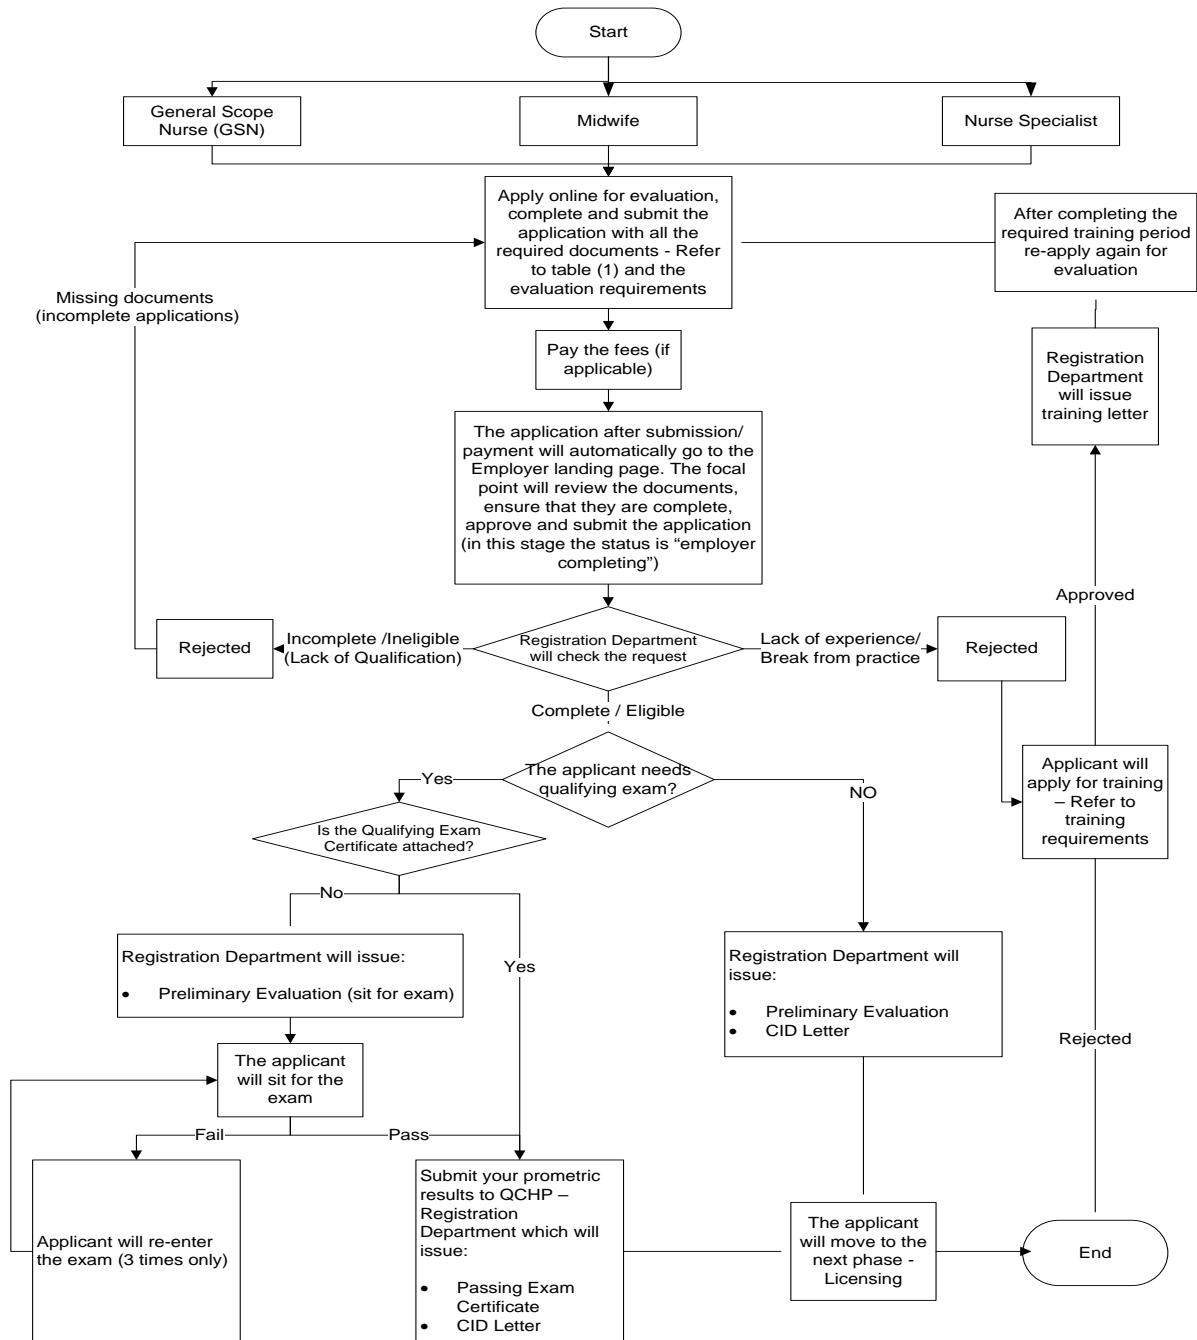 Start
General Scope
Nurse (GSN)
Midwife
Nurse Specialist
Apply online for evaluation,
complete and submit the
application with all the
required documents - Refer
to table (1) and the
evaluation requirements
After completing the
required training period
re-apply again for
evaluation
Missing documents
(incomplete applications)
Pay the fees (if
applicable)
Registration
Department
will issue
training letter
The application after submission/
payment will automatically go to the
Employer landing page. The focal
point will review the documents,
ensure that they are complete,
approve and submit the application
(in this stage the status is “employer
completing”)
Approved
Rejected
Incomplete /Ineligible
(Lack of Qualification)
Registration Department
will check the request
Lack of experience/
Break from practice
Rejected
Complete / Eligible
The applicant needs
qualifying exam?
Yes
NO
Applicant will
apply for training
– Refer to
training
requirements
Is the Qualifying Exam
Certificate attached?
No
Yes
Registration Department will issue:
• Preliminary Evaluation (sit for exam)
Registration Department will
issue:
• Preliminary Evaluation
• CID Letter
Rejected
The applicant
will sit for the
exam
Fail
Pass
Applicant will re-enter
the exam (3 times only)
Submit your prometric
results to QCHP –
Registration
Department which will
issue:
• Passing Exam
Certificate
• CID Letter
The applicant
will move to the
next phase -
Licensing
End